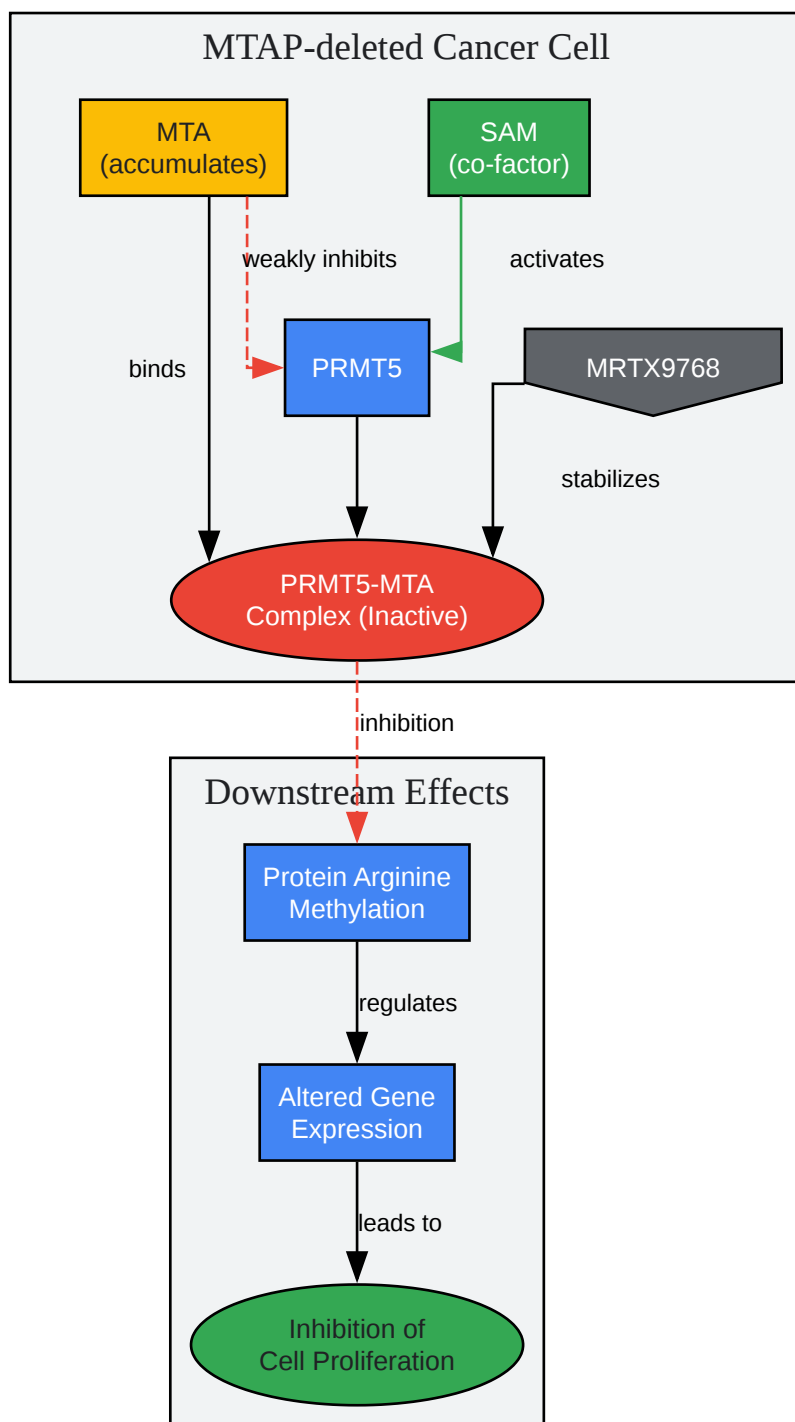 MTAP-deleted Cancer Cell
MTA
(accumulates)
SAM
(co-factor)
weakly inhibits
activates
binds
PRMT5
MRTX9768
stabilizes
PRMT5-MTA
Complex (Inactive)
inhibition
Downstream Effects
Protein Arginine
Methylation
regulates
Altered Gene
Expression
leads to
Inhibition of
Cell Proliferation